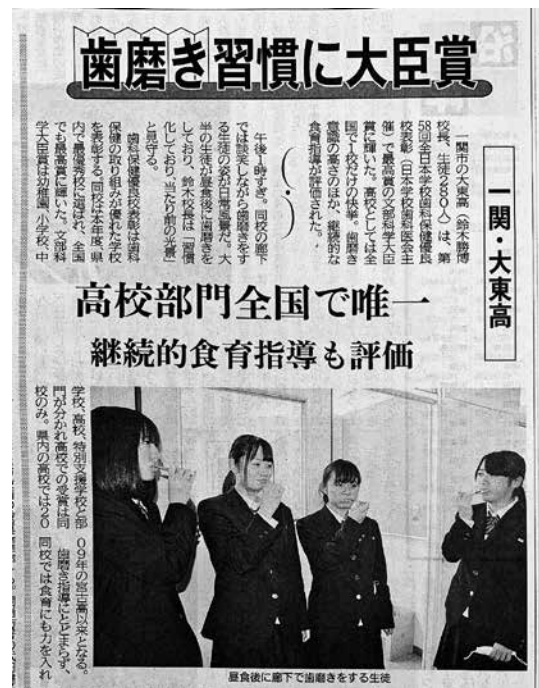 歯磨き習慣に大臣賞
一関・大東高
高校部門全国で唯一
継続的食育指導も評価
一関市の大東高(鈴木勝博
校長、生徒280人)は、第
58回全日本学校歯科保健優良
校表彰(日本学校歯科医会主
催)で最高賞の文部科学大臣
賞に輝いた。高校としては全
国で1校だけの快挙。歯磨き
意識の高さのほか、継続的な
食育指導が評価された。
午後1時すぎ。同校の廊下
では談笑しながら歯磨きをす
る生徒の姿が日常風景だ。大
半の生徒が昼食後に歯磨きを
しており、鈴木校長は「習慣
化しており、当たり前の光景」
と見守る。
歯科保健優良校表彰は歯科
保健の取り組みが優れた学校
を表彰する。同校は本年度、県
内で最優秀校に選ばれ、全国
でも最高賞に輝いた。文部科
学大臣賞は幼稚園、小学校、中
学校、高校、特別支援学校と部
門が分かれ高校での受賞は同
校のみ。県内の高校では20
09年の宮古高以来となる。
歯磨き指導にとどまらず、
同校では食育にも力を入れ
昼食後に廊下で歯磨きをする生徒